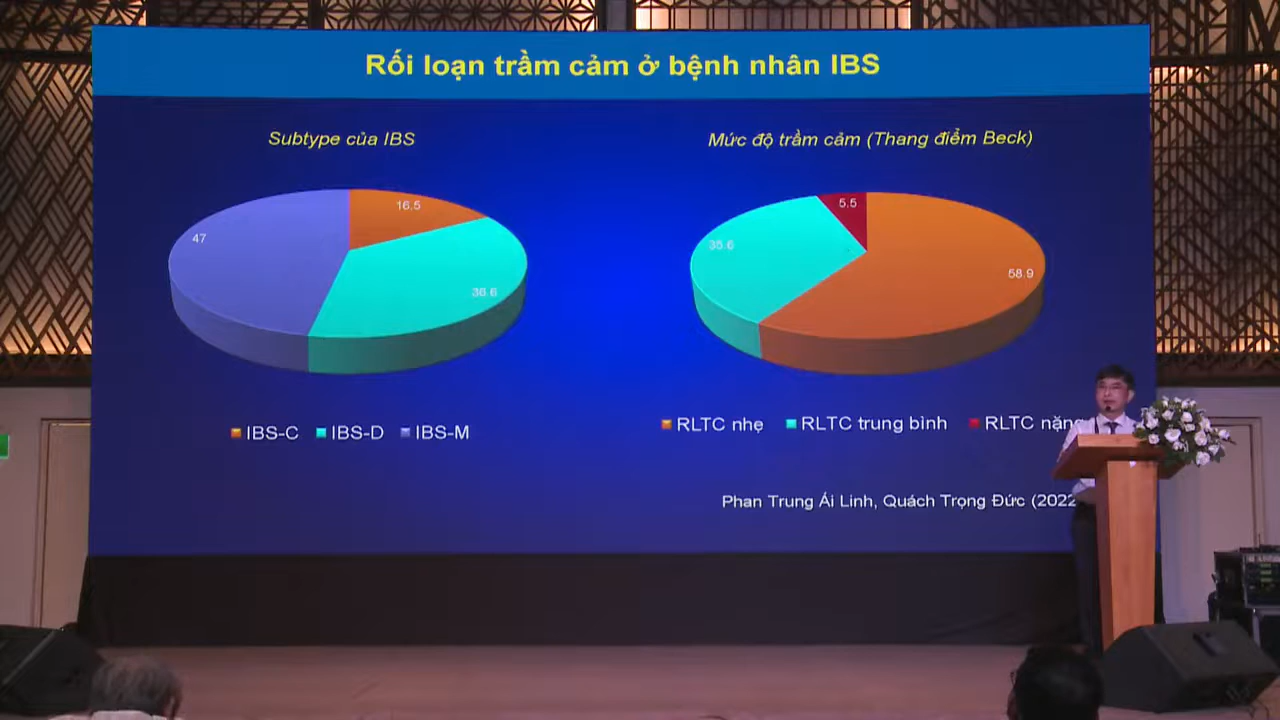 Rối loạn trầm cảm ở bệnh nhân IBS
Subtype của IBS
16.5
36.6
47
IBS-C IBS-D IBS-M
Mức độ trầm cảm (Thang điểm Beck)
5.5
35.6
58.9
RLTC nhẹ RLTC trung bình RLTC nặng
Phan Trung Ái Linh, Quách Trọng Đức (2022